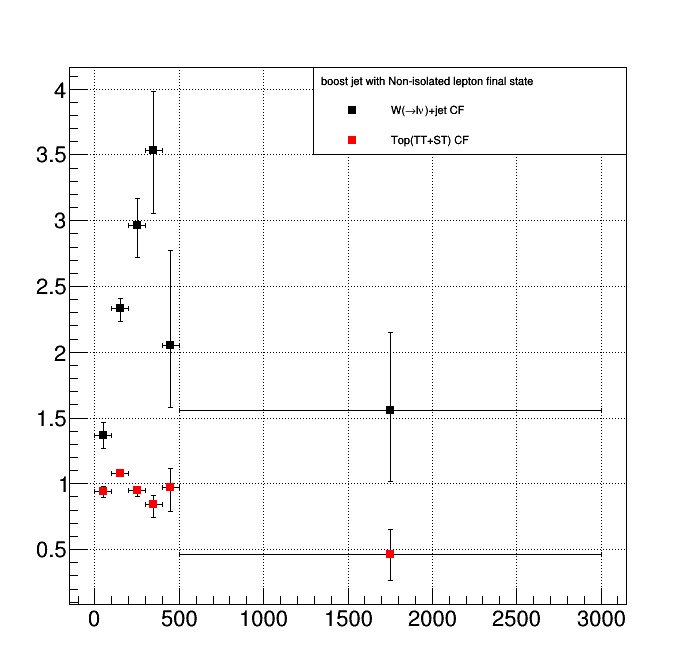 boost jet with Non-isolated lepton final state
W(→lν)+jet CF
Top(TT+ST) CF
4
3.5
3
2.5
2
1.5
1
0.5
0 500 1000 1500 2000 2500 3000